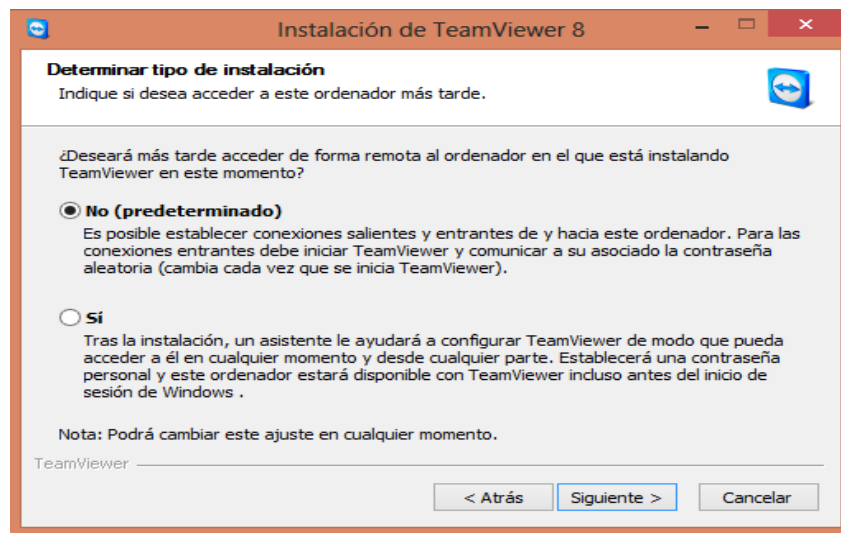 Instalación de TeamViewer 8
Determinar tipo de instalación
Indique si desea acceder a este ordenador más tarde.
¿Deseará más tarde acceder de forma remota al ordenador en el que está instalando
TeamViewer en este momento?
No (predeterminado)
Es posible establecer conexiones salientes y entrantes de y hacia este ordenador. Para las
conexiones entrantes debe iniciar TeamViewer y comunicar a su asociado la contraseña
aleatoria (cambia cada vez que se inicia TeamViewer).
Sí
Tras la instalación, un asistente le ayudará a configurar TeamViewer de modo que pueda
acceder a él en cualquier momento y desde cualquier parte. Establecerá una contraseña
personal y este ordenador estará disponible con TeamViewer incluso antes del inicio de
sesión de Windows .
Nota: Podrá cambiar este ajuste en cualquier momento.
TeamViewer
< Atrás Siguiente > Cancelar